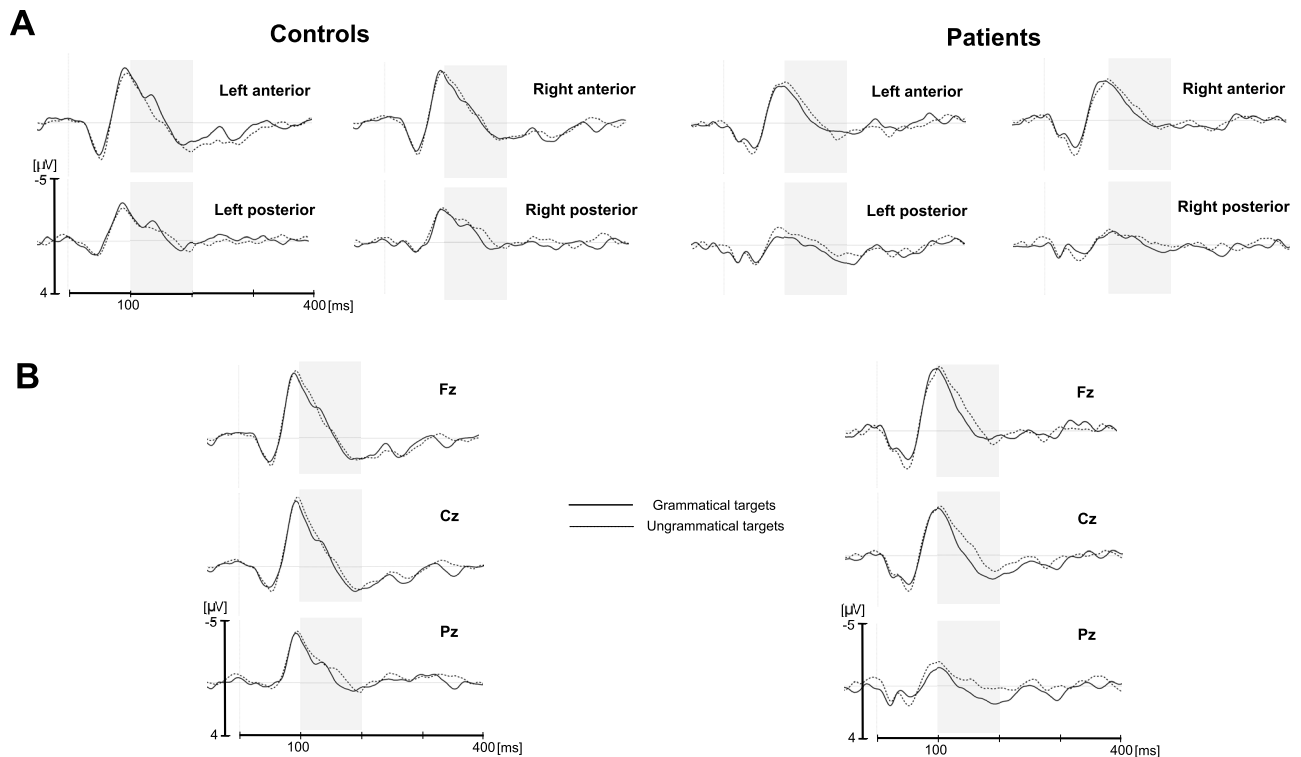 A
Controls
Patients
Left anterior
Right anterior
Left anterior
Right anterior
[µV]
-5
Left posterior
Right posterior
Left posterior
Right posterior
4
100
400 [ms]
B
Fz
Fz
Cz
Grammatical targets
Ungrammatical targets
Cz
[µV]
-5
Pz
4
100
400 [ms]
[µV]
-5
Pz
4
100
400 [ms]